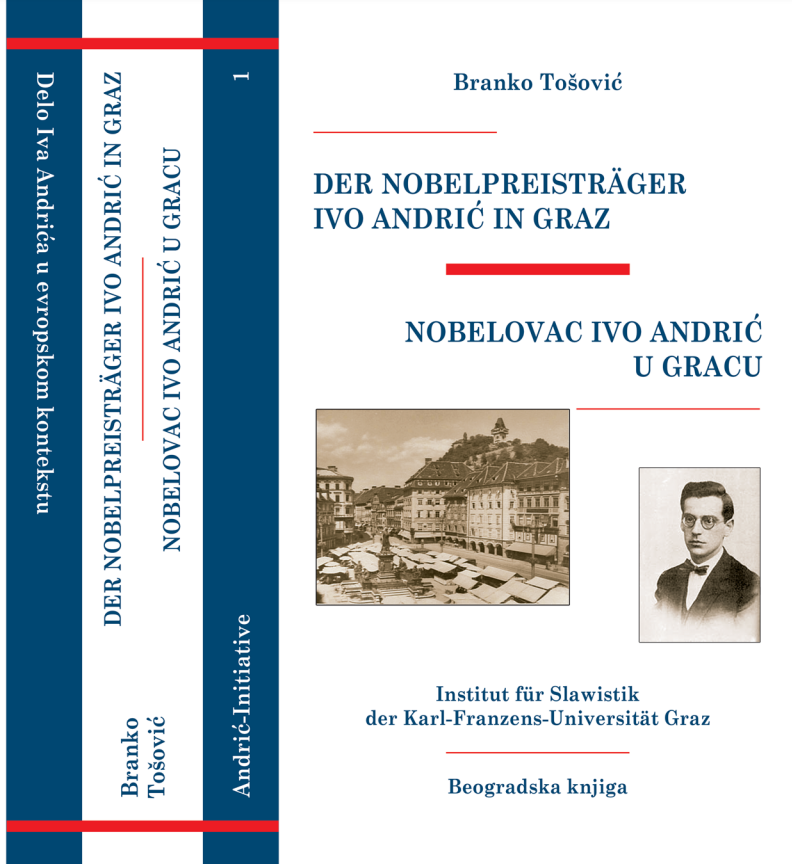 Delo Iva Andrića u evropskom kontekstu
DER NOBELPREISTRÄGER IVO ANDRIĆ IN GRAZ
NOBELOVAC IVO ANDRIĆ U GRACU
Branko
Tošović
1
Andrić-Initiative
Branko Tošović
DER NOBELPREISTRÄGER
IVO ANDRIĆ IN GRAZ
NOBELOVAC IVO ANDRIĆ
U GRACU
Institut für Slawistik
der Karl-Franzens-Universität Graz
Beogradska knjiga